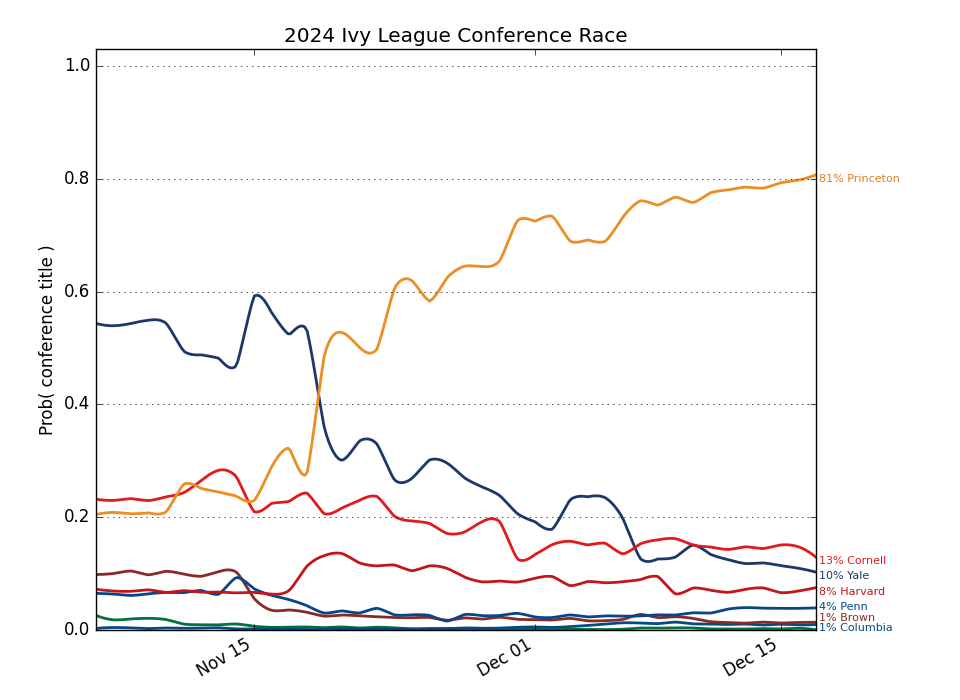 2024 Ivy League Conference Race
Prob( conference title )
1.0
0.8
0.6
0.4
0.2
0.0
Nov 15
Dec 01
Dec 15
81% Princeton
13% Cornell
10% Yale
8% Harvard
4% Penn
1% Brown
1% Columbia